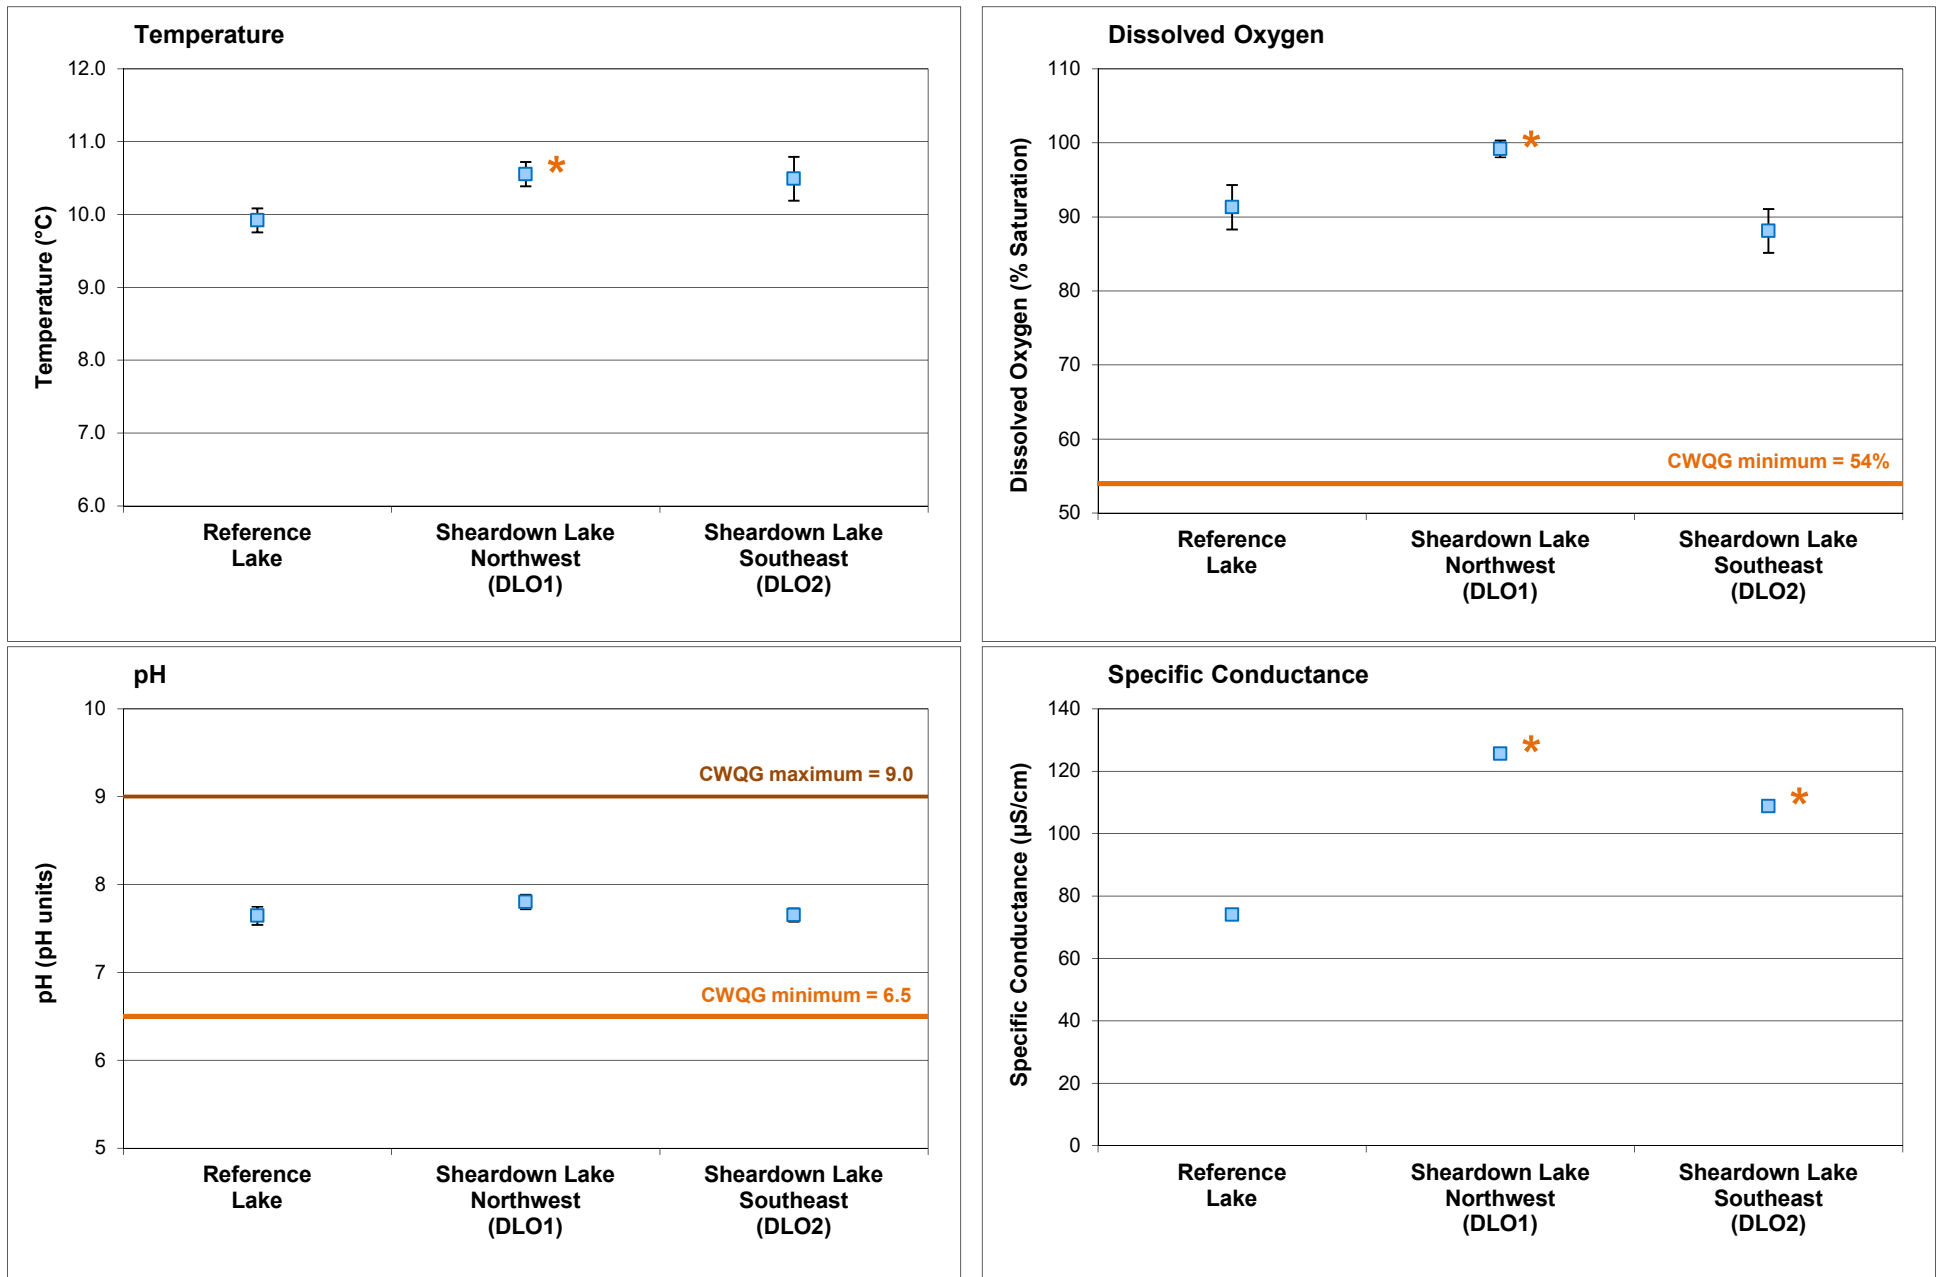 Temperature
Temperature (°C)
12.0
11.0
*
10.0
9.0
8.0
7.0
6.0
Reference
Lake
Sheardown Lake
Northwest
(DLO1)
Sheardown Lake
Southeast
(DLO2)
Dissolved Oxygen
Dissolved Oxygen (% Saturation)
110
100
*
90
80
70
60
CWQG minimum = 54%
50
Reference
Lake
Sheardown Lake
Northwest
(DLO1)
Sheardown Lake
Southeast
(DLO2)
pH
pH (pH units)
10
CWQG maximum = 9.0
9
8
7
CWQG minimum = 6.5
6
5
Reference
Lake
Sheardown Lake
Northwest
(DLO1)
Sheardown Lake
Southeast
(DLO2)
Specific Conductance
Specific Conductance (µS/cm)
140
*
120
*
100
80
60
40
20
0
Reference
Lake
Sheardown Lake
Northwest
(DLO1)
Sheardown Lake
Southeast
(DLO2)